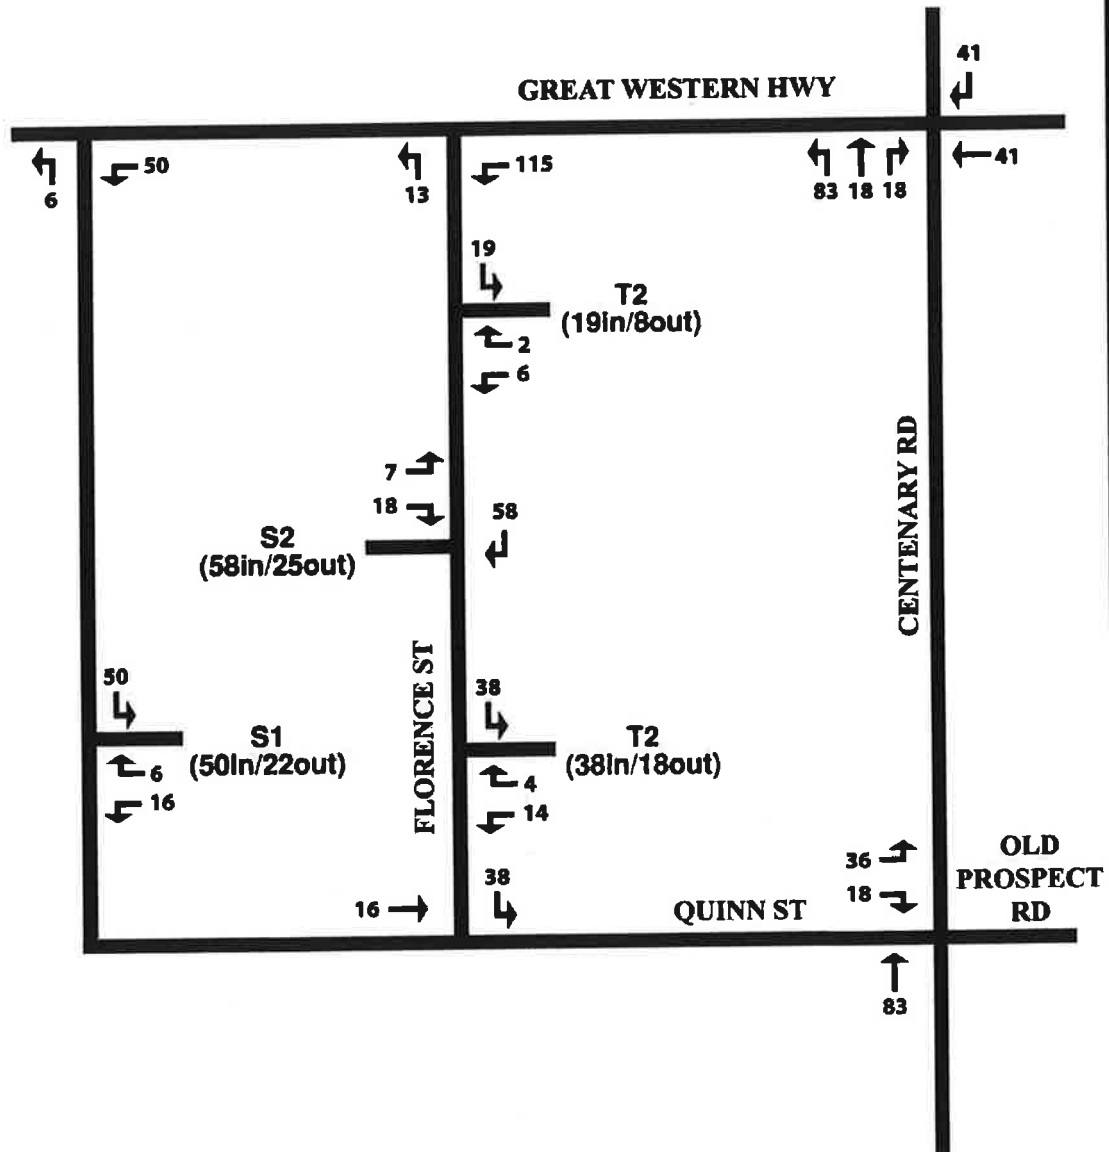 41
GREAT WESTERN HWY
6
50
13
115
83 18 18
41
19
T2
(19in/8out)
2
6
7
18
58
S2
(58in/25out)
CENTENARY RD
50
S1
(50in/22out)
6
16
FLORENCE ST
38
T2
(38in/18out)
4
14
36
18
OLD
PROSPECT
RD
16
38
QUINN ST
83